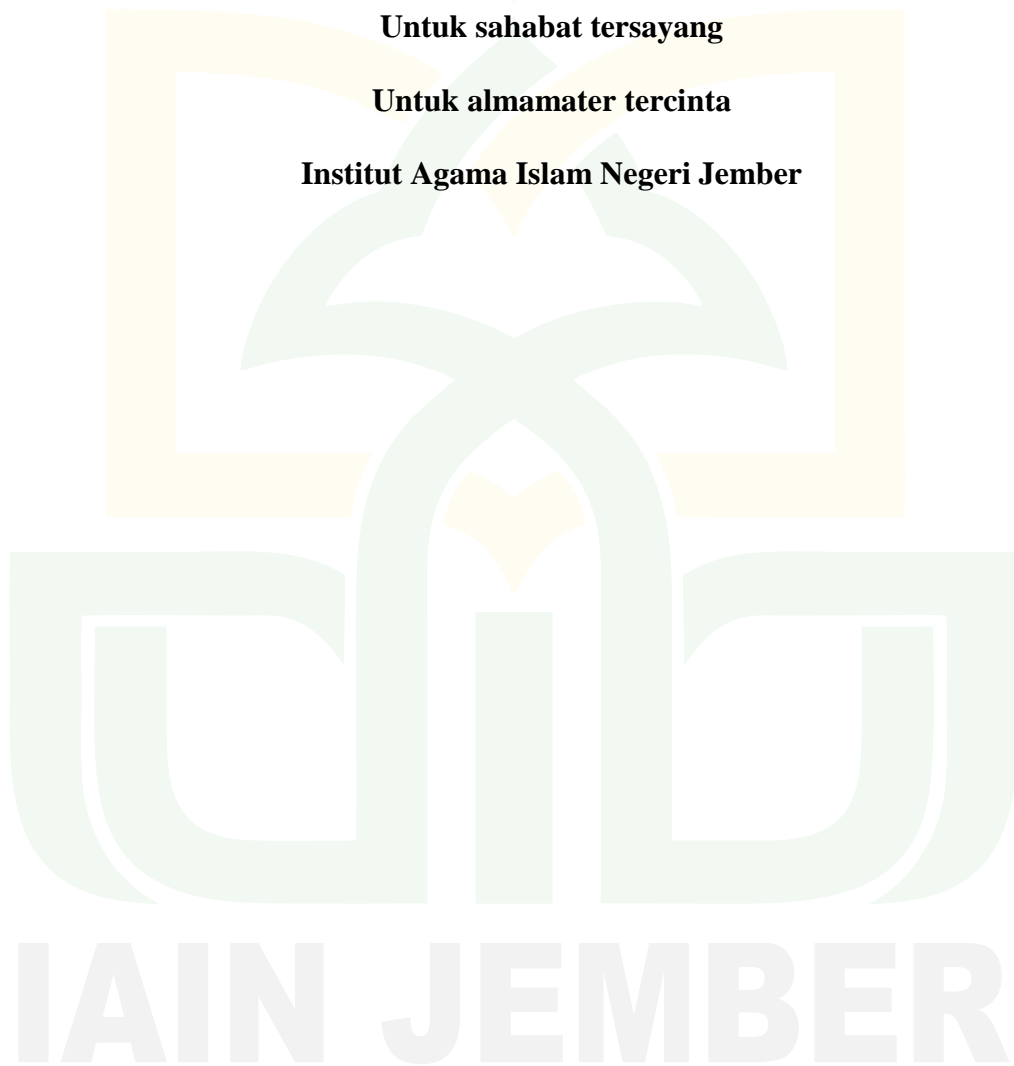 Untuk sahabat tersayang
Untuk almamater tercinta
Institut Agama Islam Negeri Jember
IAIN JEMBER